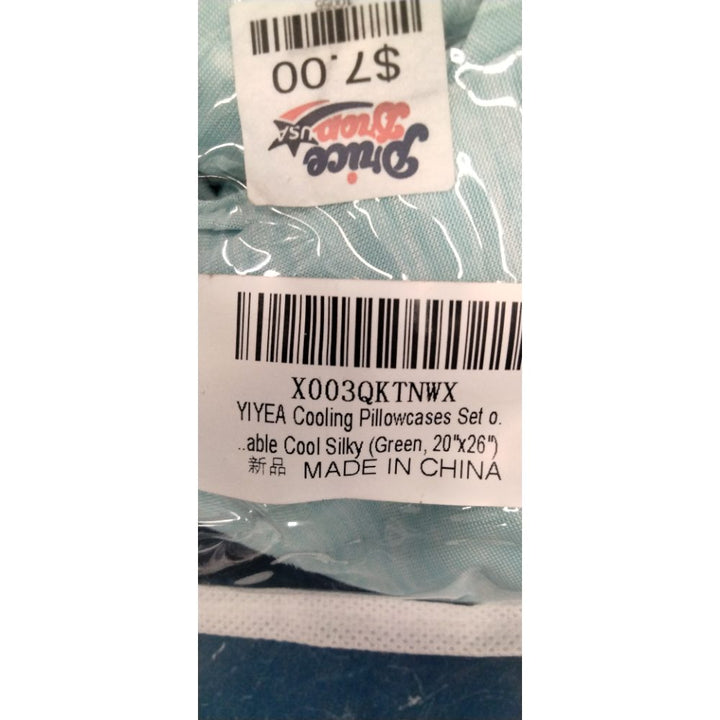 $7.00
Price
Drop
USA
X003QKTNWX
YIYEA Cooling Pillowcases Set o.
..able Cool Silky (Green, 20"x26")
新品 MADE IN CHINA